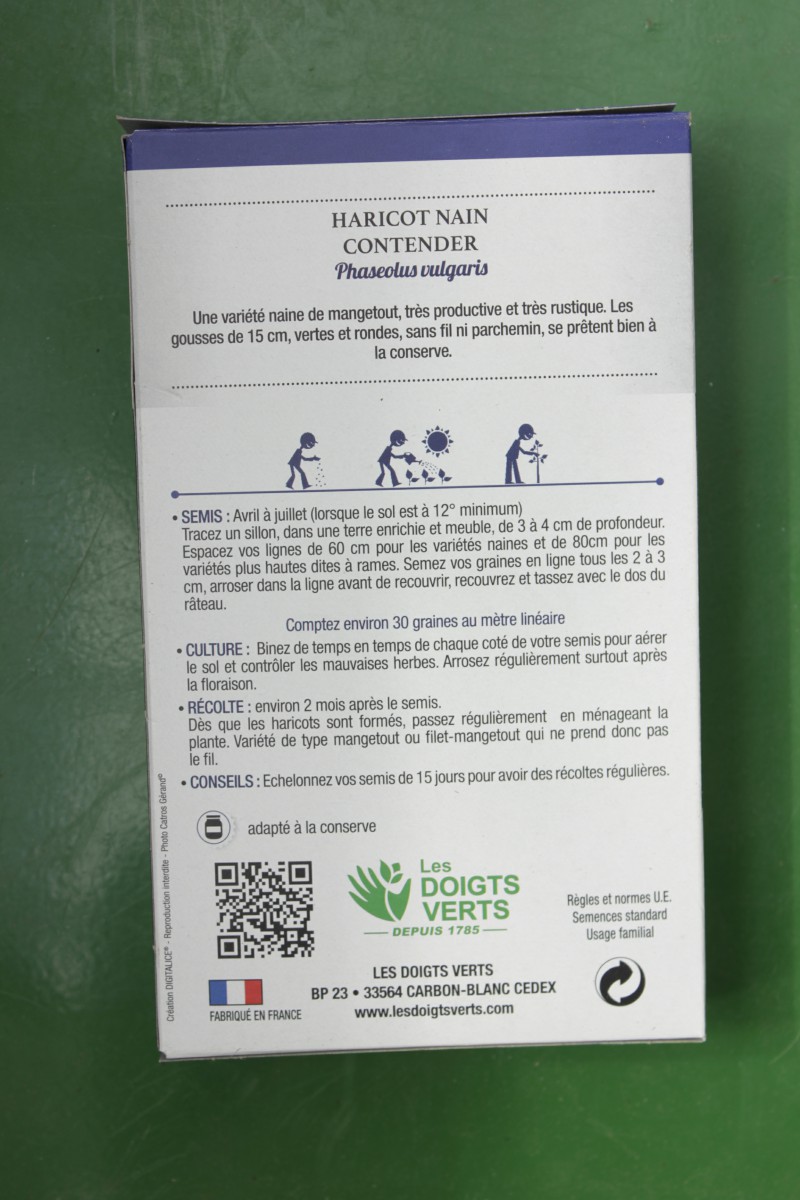 HARICOT NAIN
CONTENDER
Phaseolus vulgaris
Une variété naine de mangetout, très productive et très rustique. Les
gousses de 15 cm, vertes et rondes, sans fil ni parchemin, se prêtent bien à
la conserve.
• SEMIS : Avril à juillet (lorsque le sol est à 12° minimum)
Tracez un sillon, dans une terre enrichie et meuble, de 3 à 4 cm de profondeur.
Espacez vos lignes de 60 cm pour les variétés naines et de 80cm pour les
variétés plus hautes dites à rames. Semez vos graines en ligne tous les 2 à 3
cm, arroser dans la ligne avant de recouvrir, recouvrez et tassez avec le dos du
râteau.
Comptez environ 30 graines au mètre linéaire
• CULTURE : Binez de temps en temps de chaque coté de votre semis pour aérer
le sol et contrôler les mauvaises herbes. Arrosez régulièrement surtout après
la floraison.
• RÉCOLTE : environ 2 mois après le semis.
Dès que les haricots sont formés, passez régulièrement en ménageant la
plante. Variété de type mangetout ou filet-mangetout qui ne prend donc pas
le fil.
• CONSEILS : Echelonnez vos semis de 15 jours pour avoir des récoltes régulières.
adapté à la conserve
Les
DOIGTS
VERTS
DEPUIS 1785
Règles et normes U.E.
Semences standard
Usage familial
FABRIQUÉ EN FRANCE
LES DOIGTS VERTS
BP 23 • 33564 CARBON-BLANC CEDEX
www.lesdoigtsverts.com
Création DIGITALICE® - Reproduction interdite - Photo Catros Gérand®